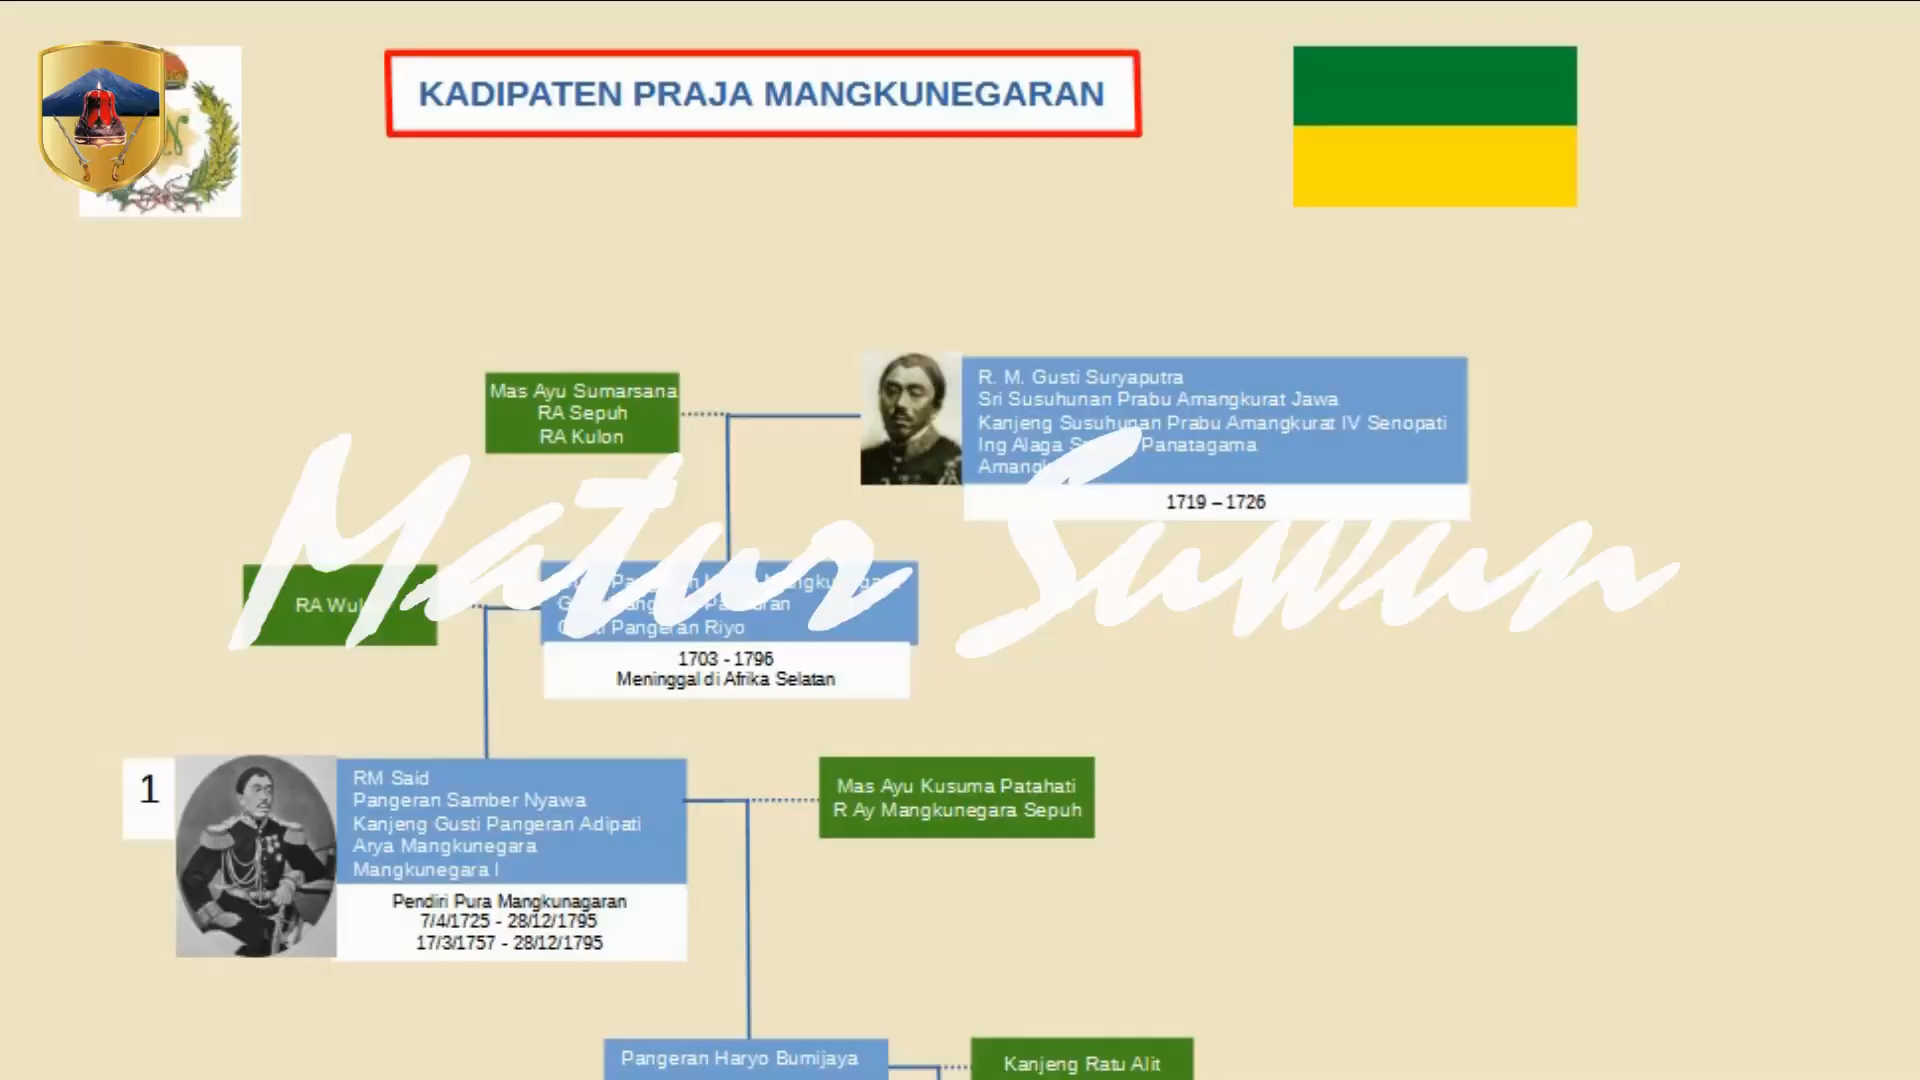 KADIPATEN PRAJA MANGKUNEGARAN
N
Mas Ayu Sumarsana
RA Sepuh
RA Kulon
R. M. Gusti Suryaputra
Sri Susuhunan Prabu Amangkurat Jawa
Kanjeng Susuhunan Prabu Amangkurat IV Senopati
Ing Alaga Panatagama
1719 – 1726
Matur Suwun
RA
Pangeran Riyo
1703 - 1796
Meninggal di Afrika Selatan
1
RM Said
Pangeran Samber Nyawa
Kanjeng Gusti Pangeran Adipati
Arya Mangkunegara
Mangkunegara I
Pendiri Pura Mangkunagaran
7/4/1725 - 28/12/1795
17/3/1757 - 28/12/1795
Mas Ayu Kusuma Patahati
R Ay Mangkunegara Sepuh
Pangeran Haryo Bumijaya
Kanjeng Ratu Alit